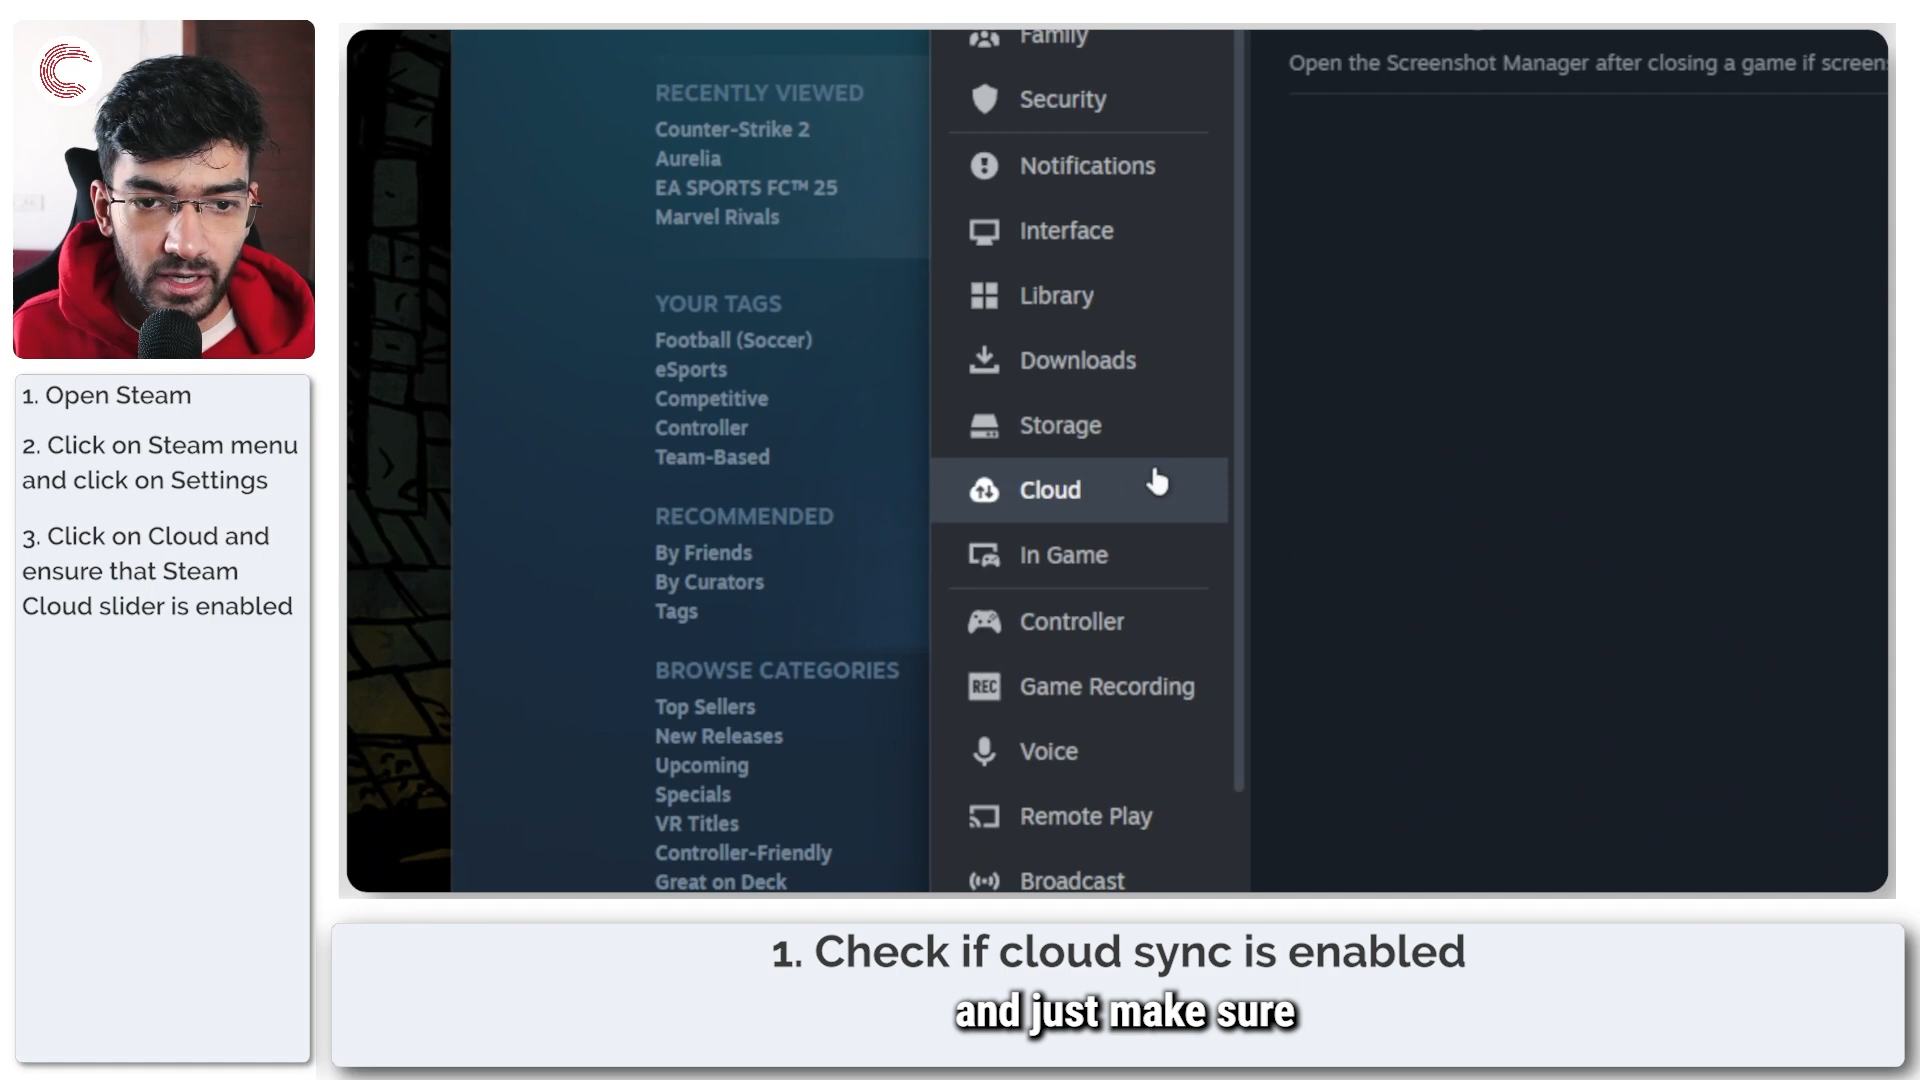 1. Open Steam
2. Click on Steam menu
and click on Settings
3. Click on Cloud and
ensure that Steam
Cloud slider is enabled
RECENTLY VIEWED
Counter-Strike 2
Aurelia
EA SPORTS FC™ 25
Marvel Rivals
YOUR TAGS
Football (Soccer)
eSports
Competitive
Controller
Team-Based
RECOMMENDED
By Friends
By Curators
Tags
BROWSE CATEGORIES
Top Sellers
New Releases
Upcoming
Specials
VR Titles
Controller-Friendly
Great on Deck
Family
Security
Notifications
Interface
Library
Downloads
Storage
Cloud
In Game
Controller
REC Game Recording
Voice
Remote Play
Broadcast
Open the Screenshot Manager after closing a game if screens
1. Check if cloud sync is enabled
and just make sure